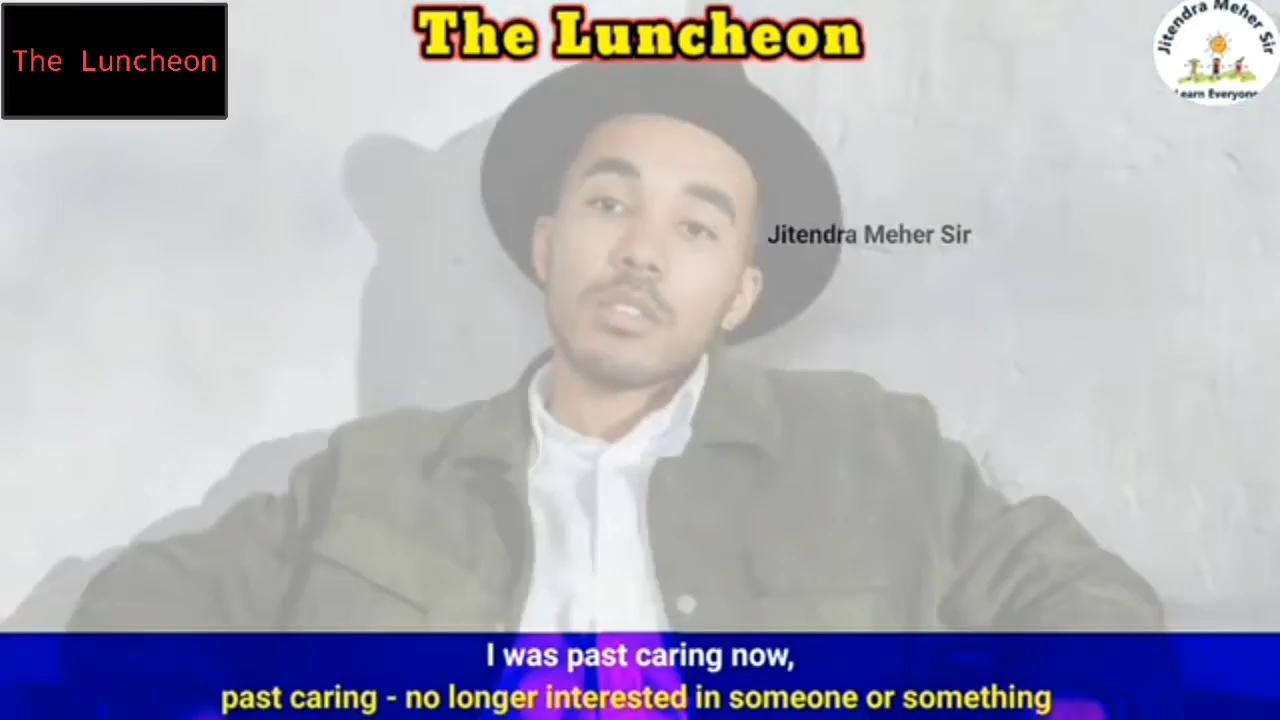 The Luncheon
The Luncheon
Jitendra Meher Sir
Learn Everyone
Jitendra Meher Sir
I was past caring now,
past caring - no longer interested in someone or something